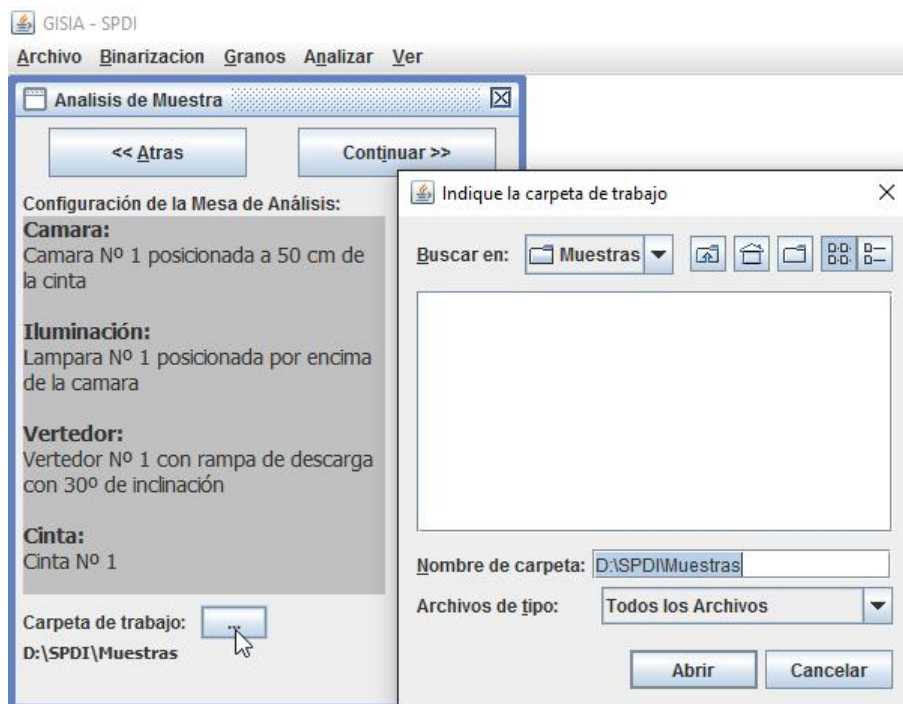 GISIA - SPDI
Archivo Binarizacion Granos Analizar Ver
Analisis de Muestra
<< Atras
Continuar >>
Configuración de la Mesa de Análisis:
Camara:
Camara Nº 1 posicionada a 50 cm de
la cinta
Iluminación:
Lampara Nº 1 posicionada por encima
de la camara
Vertedor:
Vertedor Nº 1 con rampa de descarga
con 30º de inclinación
Cinta:
Cinta Nº 1
Carpeta de trabajo:
...
D:\SPDI\Muestras
Indique la carpeta de trabajo
Buscar en:
Muestras
Nombre de carpeta:
D:\SPDI\Muestras
Archivos de tipo:
Todos los Archivos
Abrir
Cancelar